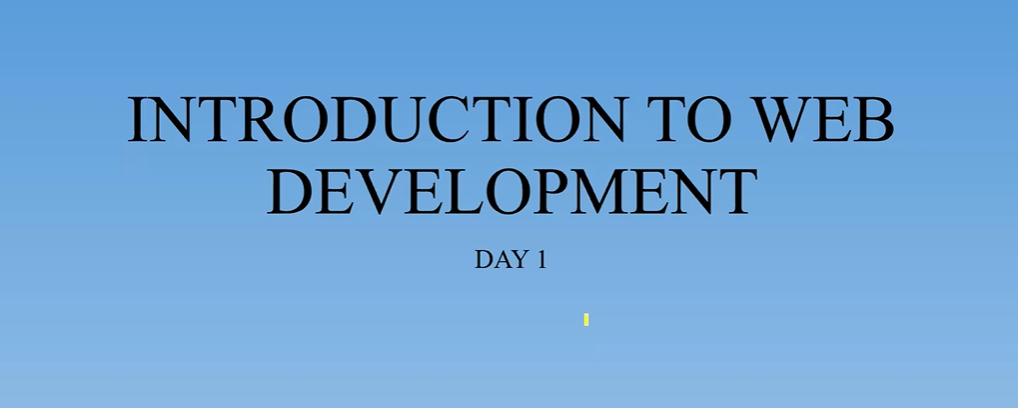 INTRODUCTION TO WEB
DEVELOPMENT
DAY 1